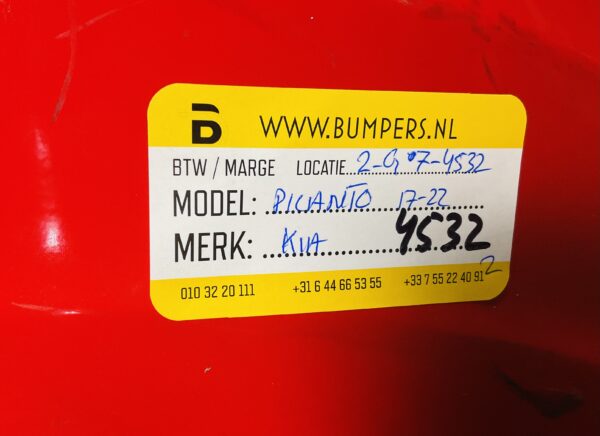 WWW.BUMPERS.NL
BTW / MARGE LOCATIE 2-G 07-4532
MODEL: PICANTO 17-22
MERK: KIA 4532
010 32 20 111 +31 6 44 66 53 55 +33 7 55 22 40 91 2